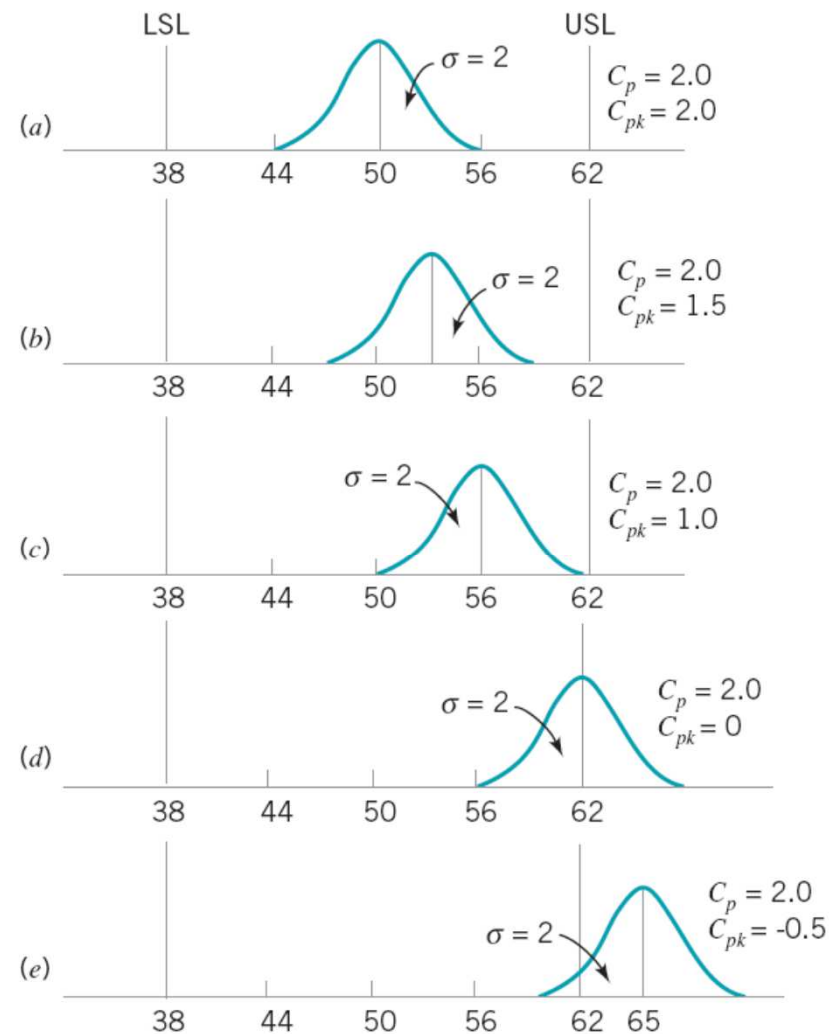 LSL USL
σ = 2
C_p = 2.0
C_pk = 2.0
(a)
38 44 50 56 62
σ = 2
C_p = 2.0
C_pk = 1.5
(b)
38 44 50 56 62
σ = 2
C_p = 2.0
C_pk = 1.0
(c)
38 44 50 56 62
σ = 2
C_p = 2.0
C_pk = 0
(d)
38 44 50 56 62
σ = 2
C_p = 2.0
C_pk = -0.5
(e)
38 44 50 56 62 65